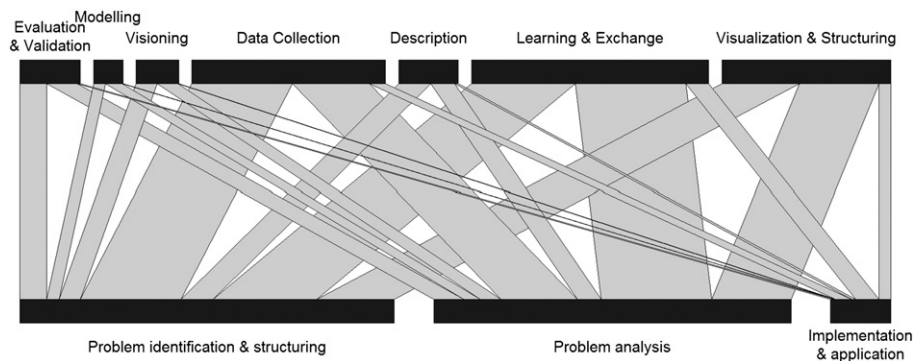 Modelling
Evaluation
& Validation
Visioning
Data Collection
Description
Learning & Exchange
Visualization & Structuring
Problem identification & structuring
Problem analysis
Implementation
& application